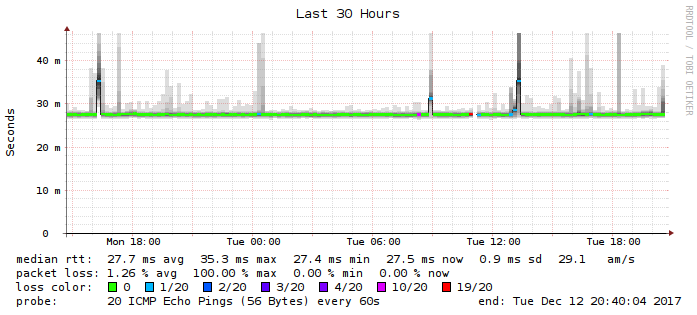 Last 30 Hours
RRDTOOL / TOBI OETIKER
Seconds
40 m
30 m
20 m
10 m
0
Mon 18:00 Tue 00:00 Tue 06:00 Tue 12:00 Tue 18:00
median rtt: 27.7 ms avg 35.3 ms max 27.4 ms min 27.5 ms now 0.9 ms sd 29.1 am/s
packet loss: 1.26 % avg 100.00 % max 0.00 % min 0.00 % now
loss color: 0 1/20 2/20 3/20 4/20 10/20 19/20
probe: 20 ICMP Echo Pings (56 Bytes) every 60s end: Tue Dec 12 20:40:04 2017